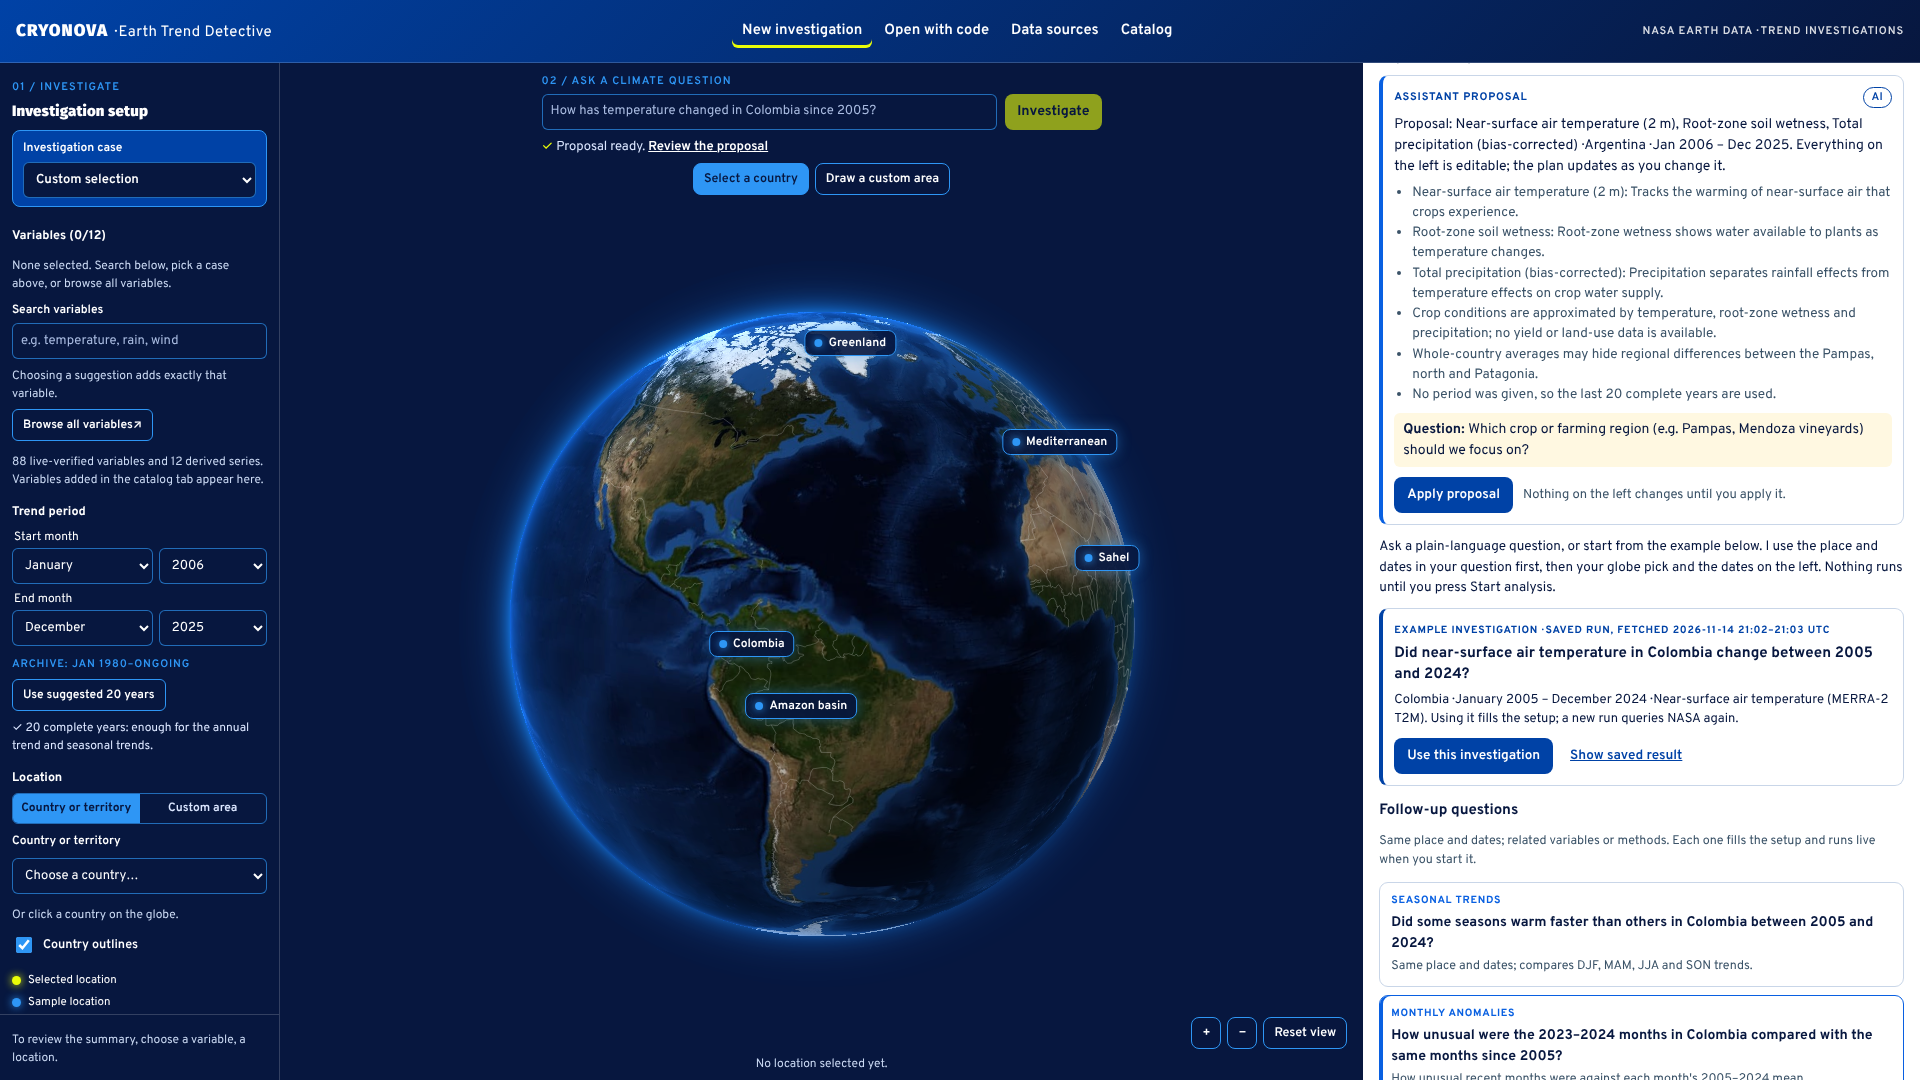 CRYONOVA ·Earth Trend Detective
New investigation
Open with code
Data sources
Catalog
NASA EARTH DATA ·TREND INVESTIGATIONS
01 / INVESTIGATE
Investigation setup
Investigation case
Custom selection
Variables (0/12)
None selected. Search below, pick a case
above, or browse all variables.
Search variables
e.g. temperature, rain, wind
Choosing a suggestion adds exactly that
variable.
Browse all variables↗
88 live-verified variables and 12 derived series.
Variables added in the catalog tab appear here.
Trend period
Start month
January
2006
End month
December
2025
ARCHIVE: JAN 1980–ONGOING
Use suggested 20 years
✓ 20 complete years: enough for the annual
trend and seasonal trends.
Location
Country or territory
Custom area
Country or territory
Choose a country…
Or click a country on the globe.
Country outlines
Selected location
Sample location
To review the summary, choose a variable, a
location.
02 / ASK A CLIMATE QUESTION
How has temperature changed in Colombia since 2005?
Investigate
✓ Proposal ready. Review the proposal
Select a country
Draw a custom area
Greenland
Mediterranean
Sahel
Colombia
Amazon basin
+
−
Reset view
No location selected yet.
ASSISTANT PROPOSAL
AI
Proposal: Near-surface air temperature (2 m), Root-zone soil wetness, Total
precipitation (bias-corrected) ·Argentina ·Jan 2006 – Dec 2025. Everything on
the left is editable; the plan updates as you change it.
• Near-surface air temperature (2 m): Tracks the warming of near-surface air that
crops experience.
• Root-zone soil wetness: Root-zone wetness shows water available to plants as
temperature changes.
• Total precipitation (bias-corrected): Precipitation separates rainfall effects from
temperature effects on crop water supply.
• Crop conditions are approximated by temperature, root-zone wetness and
precipitation; no yield or land-use data is available.
• Whole-country averages may hide regional differences between the Pampas,
north and Patagonia.
• No period was given, so the last 20 complete years are used.
Question: Which crop or farming region (e.g. Pampas, Mendoza vineyards)
should we focus on?
Apply proposal
Nothing on the left changes until you apply it.
Ask a plain-language question, or start from the example below. I use the place and
dates in your question first, then your globe pick and the dates on the left. Nothing runs
until you press Start analysis.
EXAMPLE INVESTIGATION ·SAVED RUN, FETCHED 2026-11-14 21:02–21:03 UTC
Did near-surface air temperature in Colombia change between 2005
and 2024?
Colombia ·January 2005 – December 2024 ·Near-surface air temperature (MERRA-2
T2M). Using it fills the setup; a new run queries NASA again.
Use this investigation
Show saved result
Follow-up questions
Same place and dates; related variables or methods. Each one fills the setup and runs live
when you start it.
SEASONAL TRENDS
Did some seasons warm faster than others in Colombia between 2005 and
2024?
Same place and dates; compares DJF, MAM, JJA and SON trends.
MONTHLY ANOMALIES
How unusual were the 2023–2024 months in Colombia compared with the
same months since 2005?
How unusual recent months were against each month's 2005–2024 mean